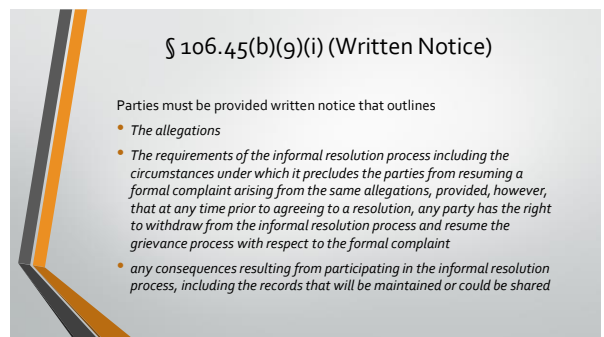 § 106.45(b)(9)(i) (Written Notice)
Parties must be provided written notice that outlines
• The allegations
• The requirements of the informal resolution process including the
circumstances under which it precludes the parties from resuming a
formal complaint arising from the same allegations, provided, however,
that at any time prior to agreeing to a resolution, any party has the right
to withdraw from the informal resolution process and resume the
grievance process with respect to the formal complaint
• any consequences resulting from participating in the informal resolution
process, including the records that will be maintained or could be shared